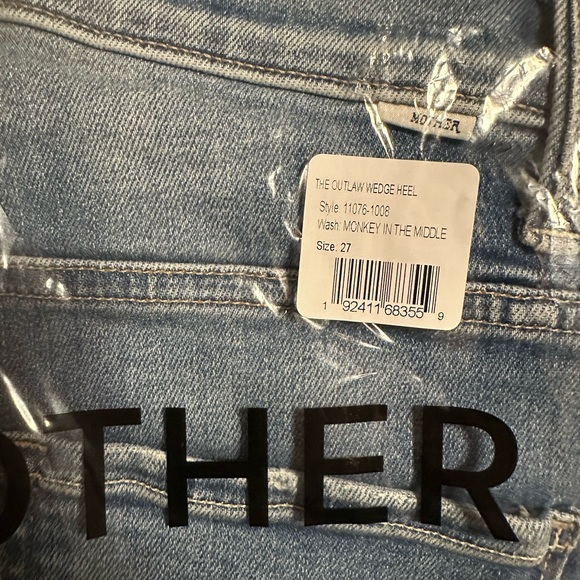 MOTHER
THE OUTLAW WEDGE HEEL
Style: 11076-1008
Wash: MONKEY IN THE MIDDLE
Size: 27
1 92411 68355 9
OTHER